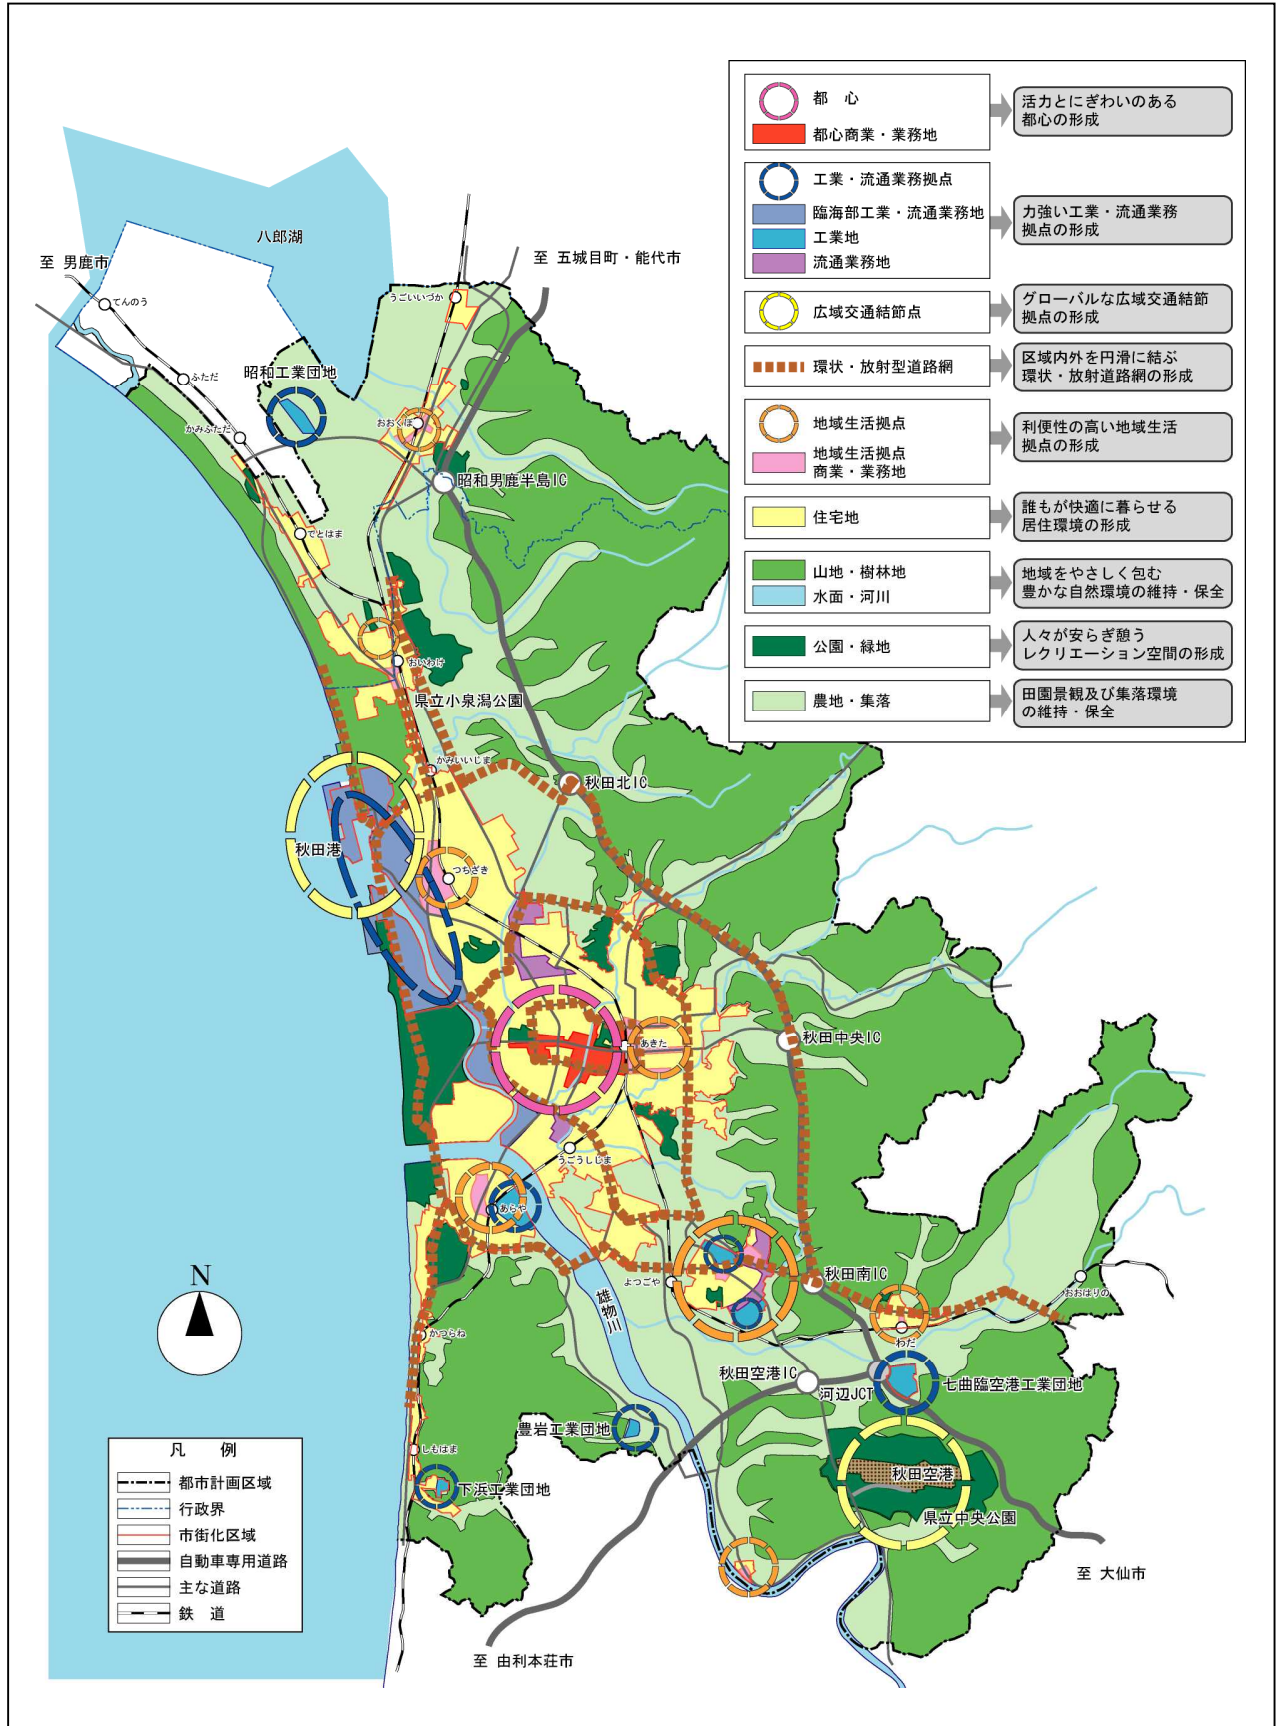 都 心
都心商業・業務地
活力とにぎわいのある
都心の形成
工業・流通業務拠点
臨海部工業・流通業務地
工業地
流通業務地
力強い工業・流通業務
拠点の形成
広域交通結節点
グローバルな広域交通結節
拠点の形成
環状・放射型道路網
区域内外を円滑に結ぶ
環状・放射道路網の形成
地域生活拠点
地域生活拠点
商業・業務地
利便性の高い地域生活
拠点の形成
住宅地
誰もが快適に暮らせる
居住環境の形成
山地・樹林地
水面・河川
地域をやさしく包む
豊かな自然環境の維持・保全
公園・緑地
人々が安らぎ憩う
レクリエーション空間の形成
農地・集落
田園景観及び集落環境
の維持・保全
八郎湖
至 男鹿市
至 五城目町・能代市
てんのう
うごいいづか
ふただ
昭和工業団地
かみふただ
おおくぼ
昭和男鹿半島IC
でとはま
おいわけ
県立小泉潟公園
かみいいじま
秋田北IC
秋田港
つちざき
あきた
秋田中央IC
うごうしじま
あらや
よつごや
秋田南IC
おおばりの
雄物川
わだ
かつらね
秋田空港IC
河辺JCT
七曲臨空港工業団地
豊岩工業団地
しもはま
秋田空港
下浜工業団地
県立中央公園
至 大仙市
至 由利本荘市
N
凡 例
都市計画区域
行政界
市街化区域
自動車専用道路
主な道路
鉄 道